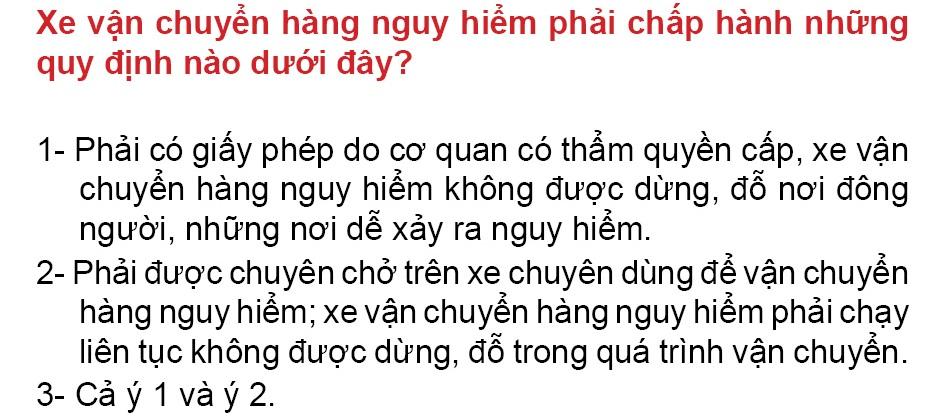 Xe vận chuyển hàng nguy hiểm phải chấp hành những
quy định nào dưới đây?
1- Phải có giấy phép do cơ quan có thẩm quyền cấp, xe vận
chuyển hàng nguy hiểm không được dừng, đỗ nơi đông
người, những nơi dễ xảy ra nguy hiểm.
2- Phải được chuyên chở trên xe chuyên dùng để vận chuyển
hàng nguy hiểm; xe vận chuyển hàng nguy hiểm phải chạy
liên tục không được dừng, đỗ trong quá trình vận chuyển.
3- Cả ý 1 và ý 2.